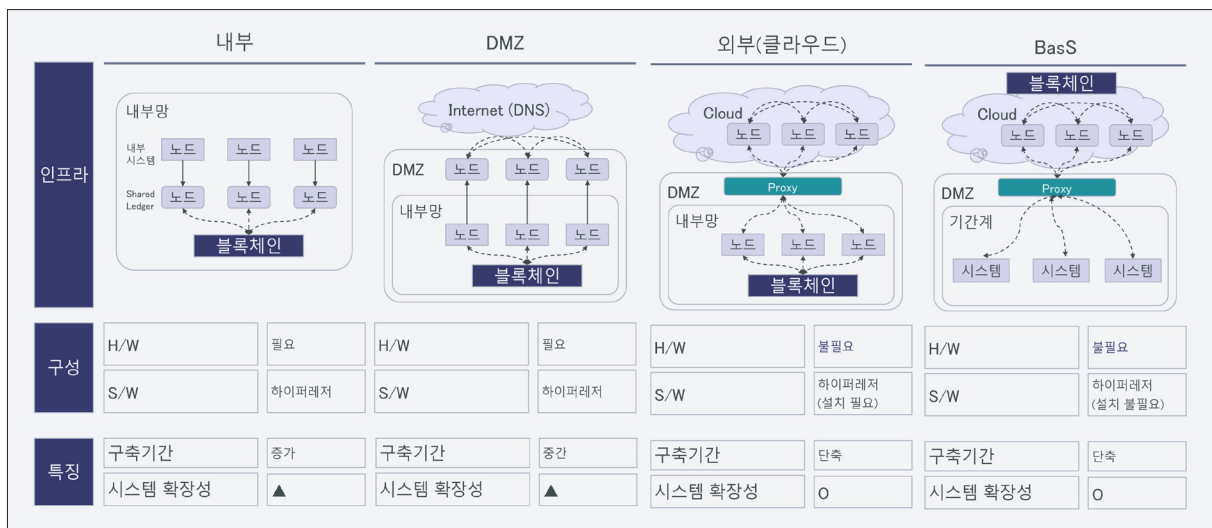 내부
DMZ
외부(클라우드)
BasS
인프라
내부망
내부
시스템
노드
노드
노드
Shared
Ledger
노드
노드
노드
블록체인
Internet (DNS)
DMZ
노드
노드
노드
내부망
노드
노드
노드
블록체인
Cloud
노드
노드
노드
DMZ
Proxy
내부망
노드
노드
노드
블록체인
블록체인
Cloud
노드
노드
노드
DMZ
Proxy
기간계
시스템
시스템
시스템
구성
H/W
필요
H/W
필요
H/W
불필요
H/W
불필요
S/W
하이퍼레저
S/W
하이퍼레저
S/W
하이퍼레저
(설치 필요)
S/W
하이퍼레저
(설치 불필요)
특징
구축기간
증가
구축기간
중간
구축기간
단축
구축기간
단축
시스템 확장성
▲
시스템 확장성
▲
시스템 확장성
O
시스템 확장성
O